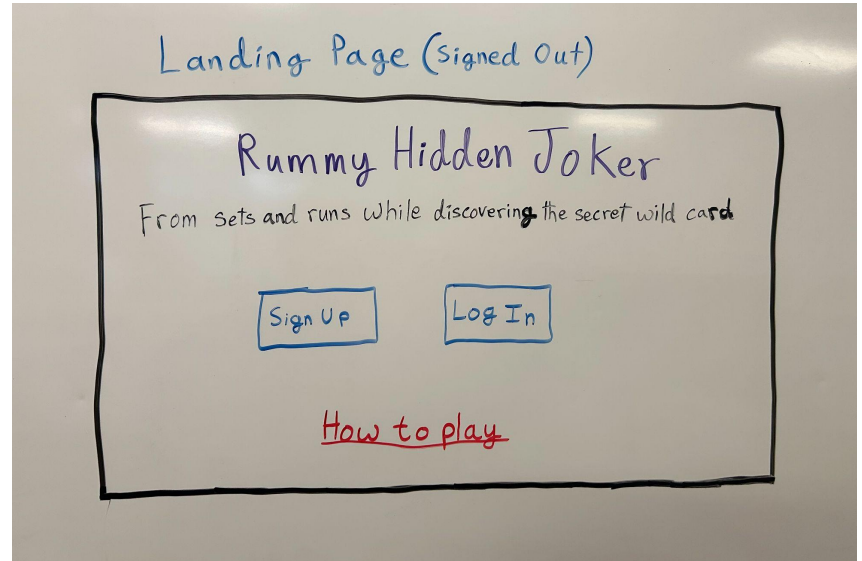 Landing Page (Signed Out)
Rummy Hidden Joker
From sets and runs while discovering the secret wild card
Sign Up
Log In
How to play